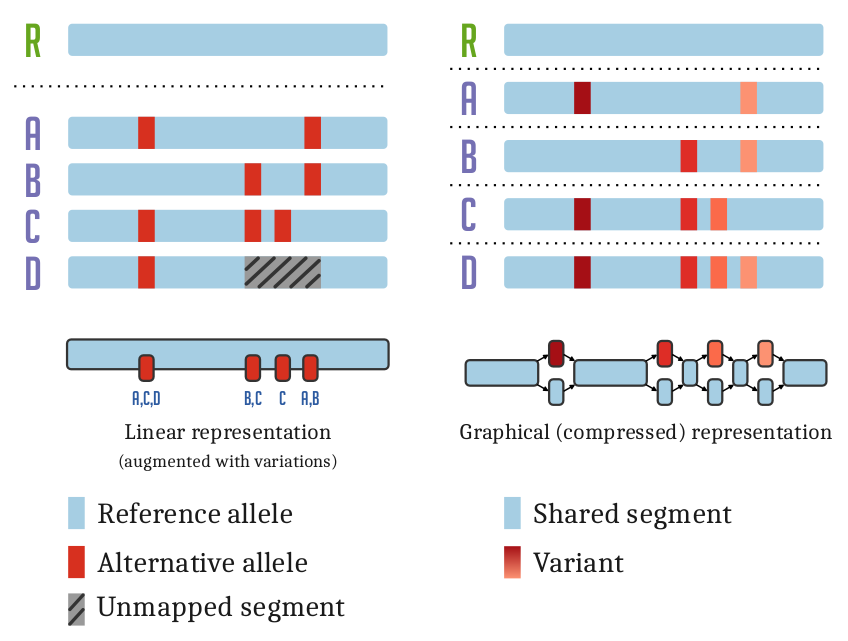 R
A
B
C
D
A,C,D
B,C
C
A,B
Linear representation
(augmented with variations)
Reference allele
Alternative allele
Unmapped segment
R
A
B
C
D
Graphical (compressed) representation
Shared segment
Variant